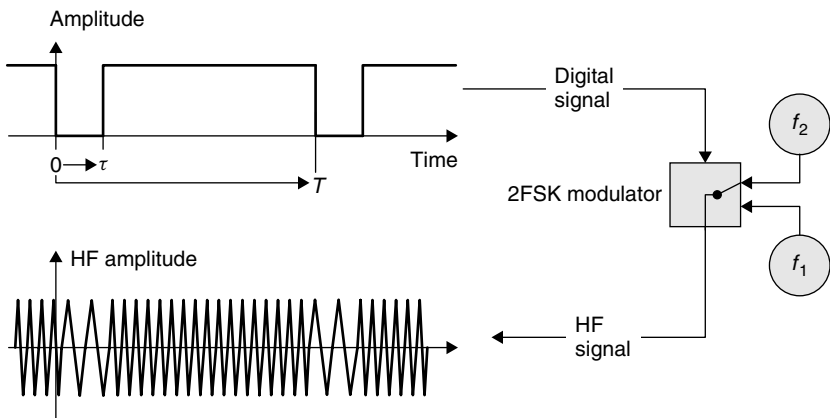 Amplitude
Digital
signal
f2
0
τ
Time
T
2FSK modulator
HF amplitude
f1
HF
signal